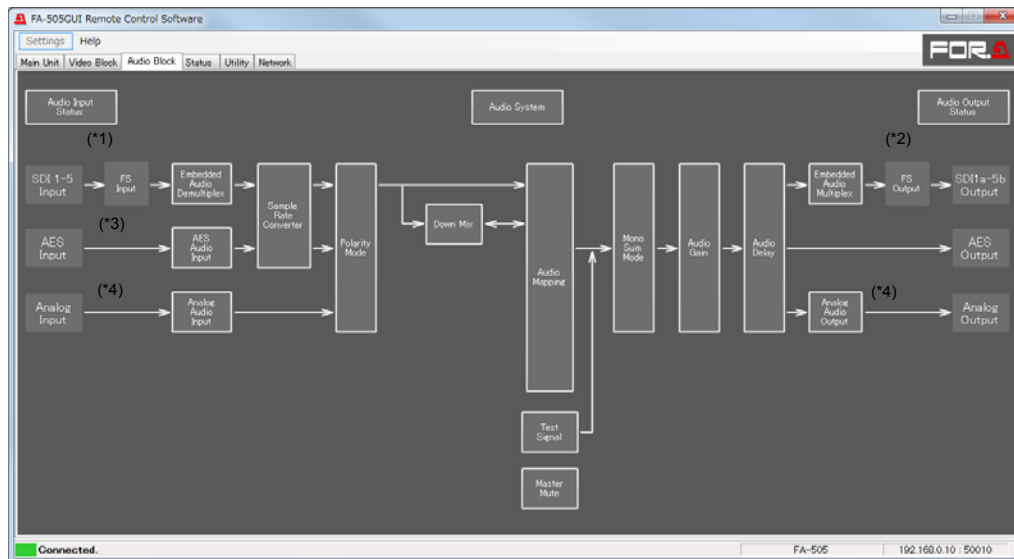 FA-505GUI Remote Control Software
Settings Help
FOR.A
Main Unit Video Block Audio Block Status Utility Network
Audio Input
Status
Audio System
Audio Output
Status
(*1)
(*2)
SDI 1-5
Input
FS
Input
Embedded
Audio
Demultiplex
Sample
Rate
Converter
Polarity
Mode
Down Mix
Audio
Mapping
Mono
Sum
Mode
Audio
Gain
Audio
Delay
Embedded
Audio
Multiplex
FS
Output
SDI1a-5b
Output
(*3)
AES
Input
AES
Audio
Input
AES
Output
(*4)
Analog
Input
Analog
Audio
Input
Analog
Audio
Output
(*4)
Analog
Output
Test
Signal
Master
Mute
Connected.
FA-505
192.168.0.10 : 50010